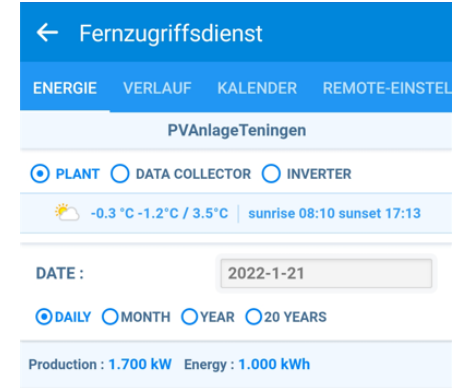 Fernzugriffsdienst
ENERGIE VERLAUF KALENDER REMOTE-EINSTEL
PVAnlageTeningen
PLANT DATA COLLECTOR INVERTER
-0.3 °C -1.2°C / 3.5°C sunrise 08:10 sunset 17:13
DATE : 2022-1-21
DAILY MONTH YEAR 20 YEARS
Production : 1.700 kW Energy : 1.000 kWh